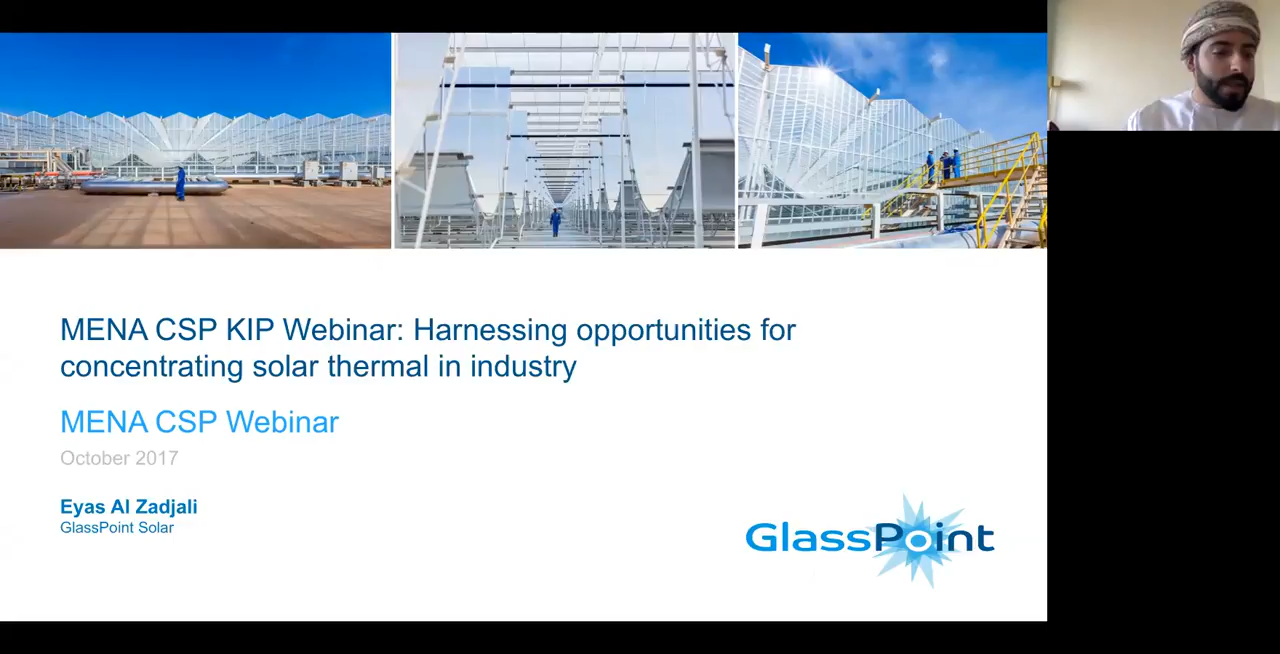 MENA CSP KIP Webinar: Harnessing opportunities for
concentrating solar thermal in industry
MENA CSP Webinar
October 2017
Eyas Al Zadjali
GlassPoint Solar
GlassPoint